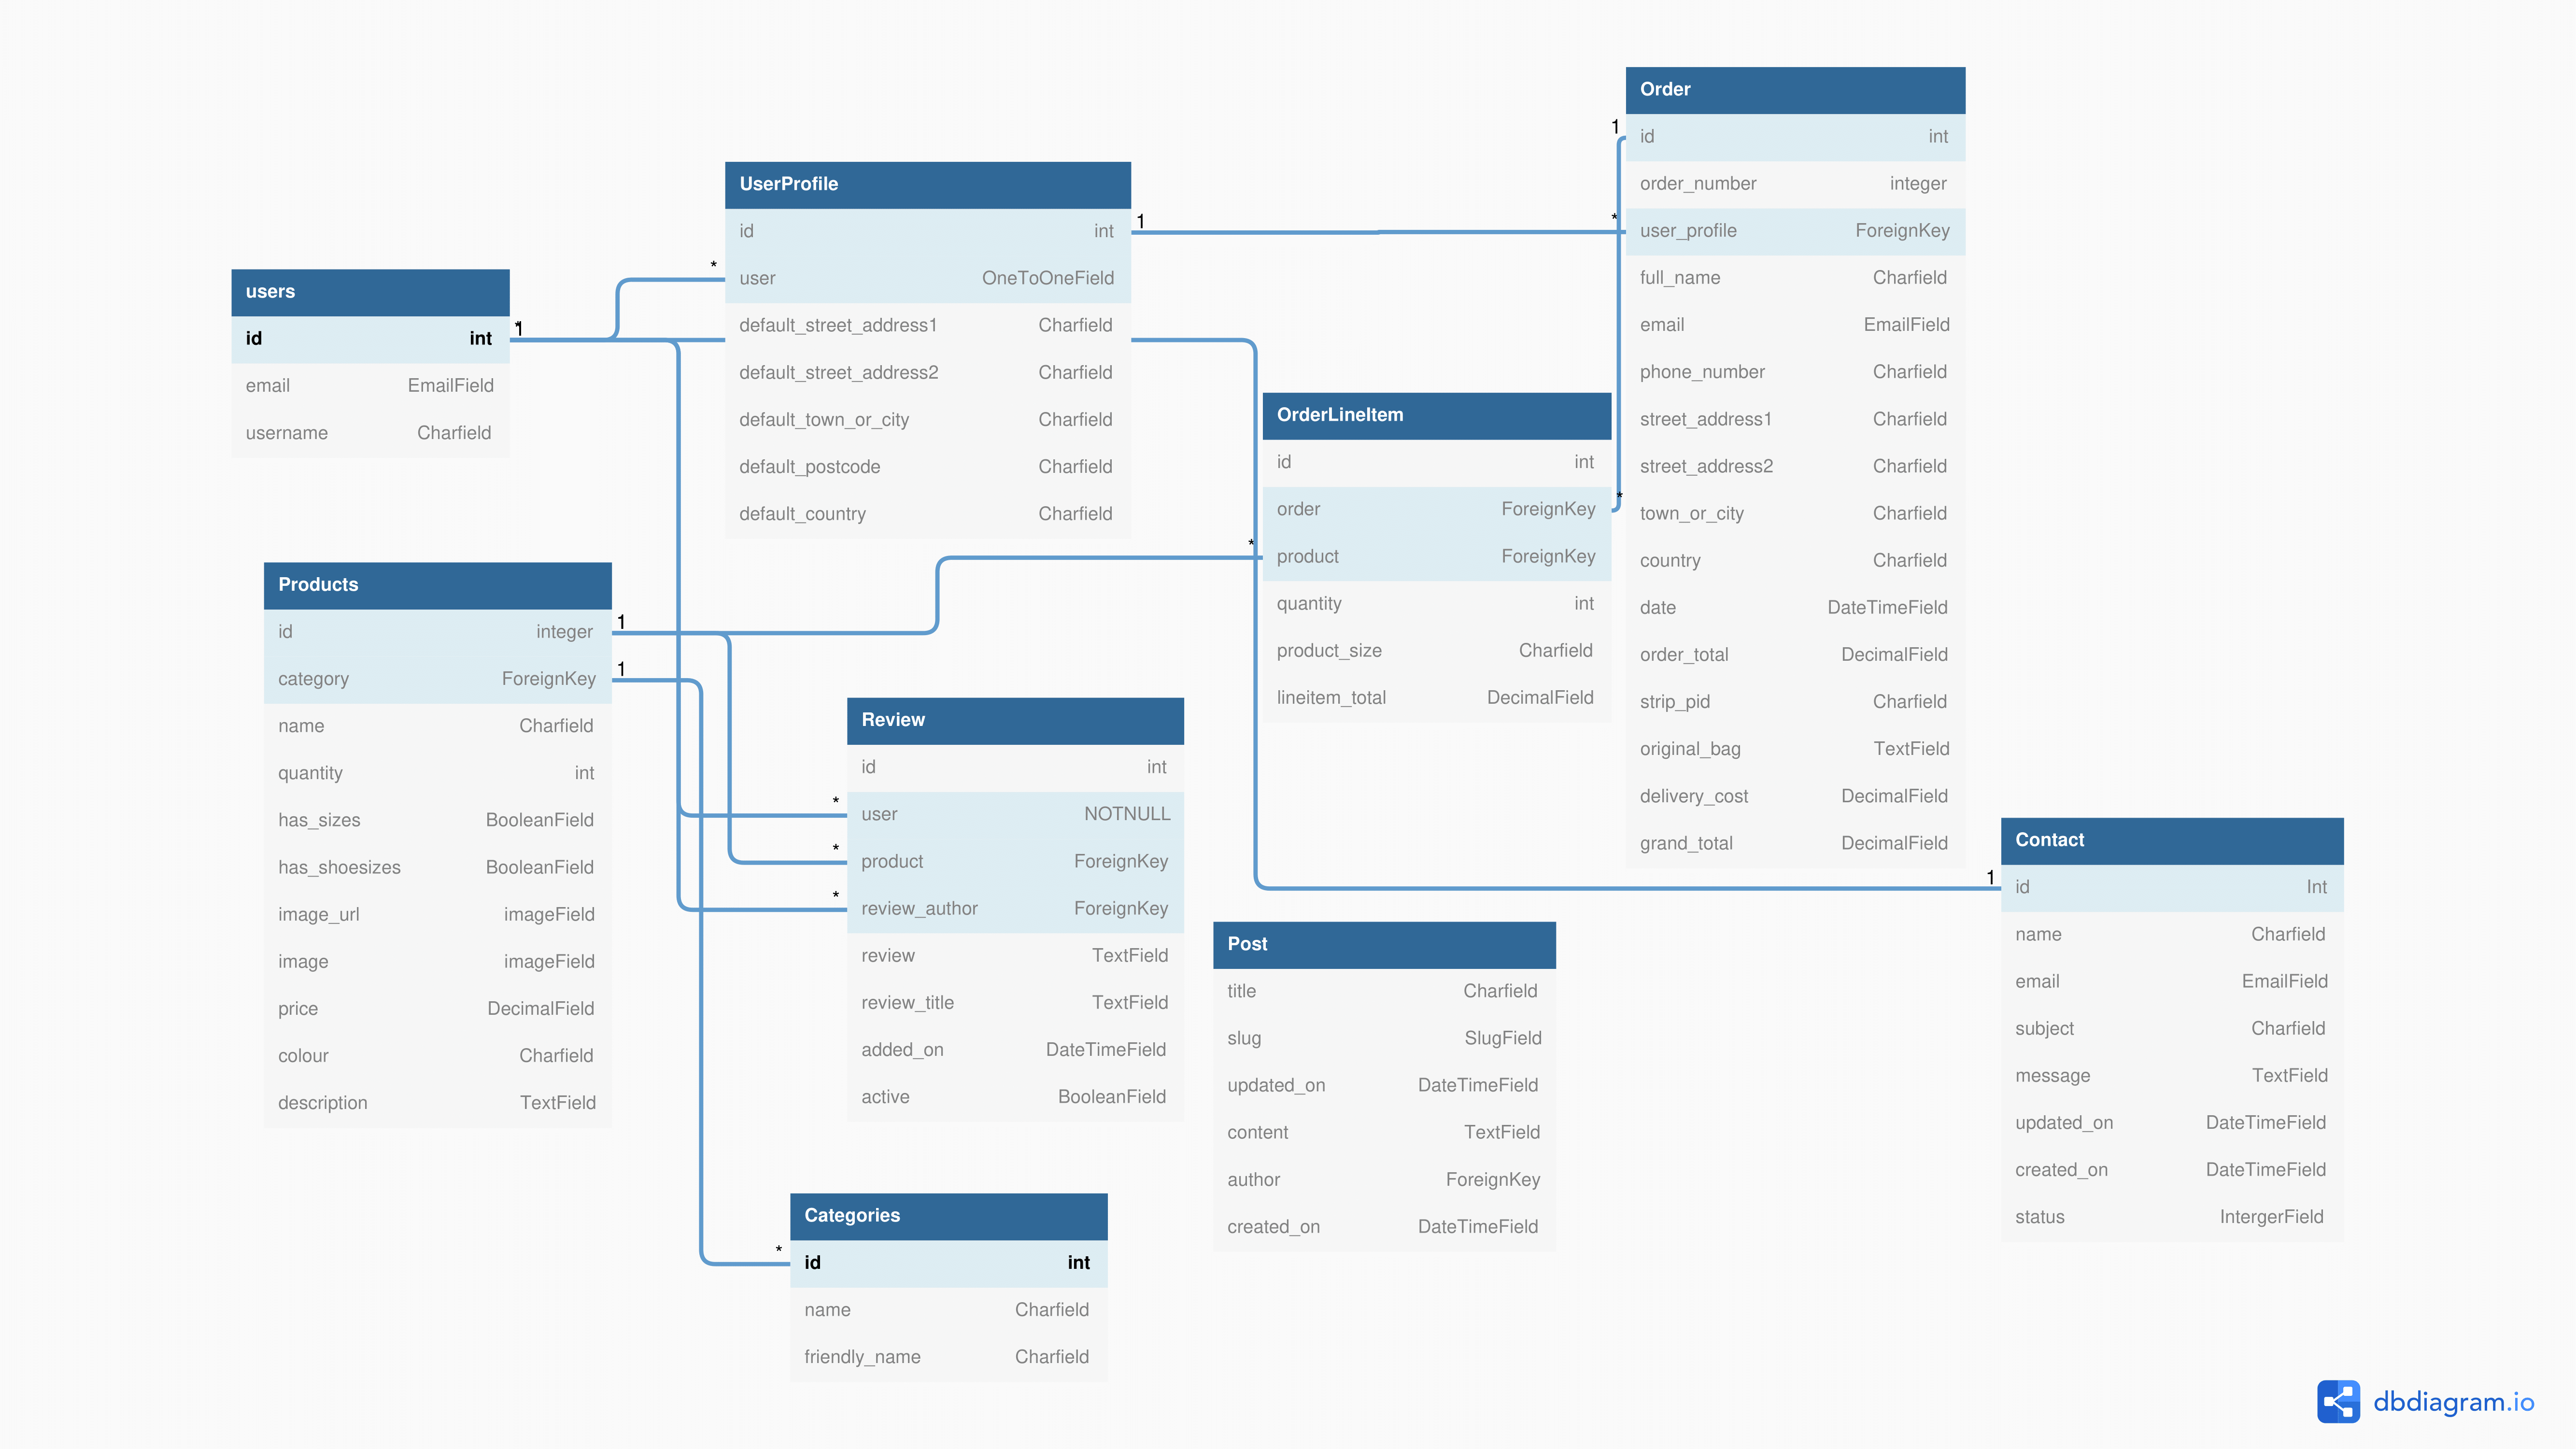 users
id int
email EmailField
username Charfield
1
*
UserProfile
id int
user OneToOneField
default_street_address1 Charfield
default_street_address2 Charfield
default_town_or_city Charfield
default_postcode Charfield
default_country Charfield
*
1
Order
id int
order_number integer
user_profile ForeignKey
full_name Charfield
email EmailField
phone_number Charfield
street_address1 Charfield
street_address2 Charfield
town_or_city Charfield
country Charfield
date DateTimeField
order_total DecimalField
strip_pid Charfield
original_bag TextField
delivery_cost DecimalField
grand_total DecimalField
1
*
OrderLineItem
id int
order ForeignKey
product ForeignKey
quantity int
product_size Charfield
lineitem_total DecimalField
*
*
Products
id integer
category ForeignKey
name Charfield
quantity int
has_sizes BooleanField
has_shoesizes BooleanField
image_url imageField
image imageField
price DecimalField
colour Charfield
description TextField
1
1
Review
id int
user NOTNULL
product ForeignKey
review_author ForeignKey
review TextField
review_title TextField
added_on DateTimeField
active BooleanField
*
*
*
Contact
id Int
name Charfield
email EmailField
subject Charfield
message TextField
updated_on DateTimeField
created_on DateTimeField
status IntergerField
1
Post
title Charfield
slug SlugField
updated_on DateTimeField
content TextField
author ForeignKey
created_on DateTimeField
Categories
id int
name Charfield
friendly_name Charfield
*
dbdiagram.io